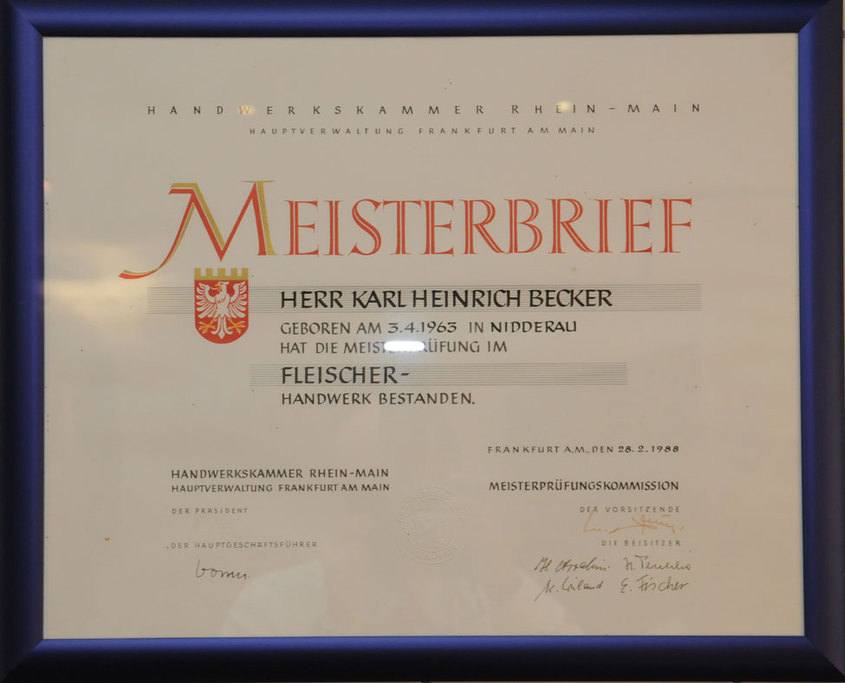 HANDWERKSKAMMER RHEIN-MAIN
HAUPTVERWALTUNG FRANKFURT AM MAIN
MEISTERBRIEF
HERR KARL HEINRICH BECKER
GEBOREN AM 3.4.1963 IN NIDDERAU
HAT DIE MEISTERPRÜFUNG IM
FLEISCHER-
HANDWERK BESTANDEN.
FRANKFURT A.M., DEN 28.2.1988
HANDWERKSKAMMER RHEIN-MAIN
HAUPTVERWALTUNG FRANKFURT AM MAIN
DER PRÄSIDENT
DER HAUPTGESCHÄFTSFÜHRER
MEISTERPRÜFUNGSKOMMISSION
DER VORSITZENDE
DIE BEISITZER
E. Fischer